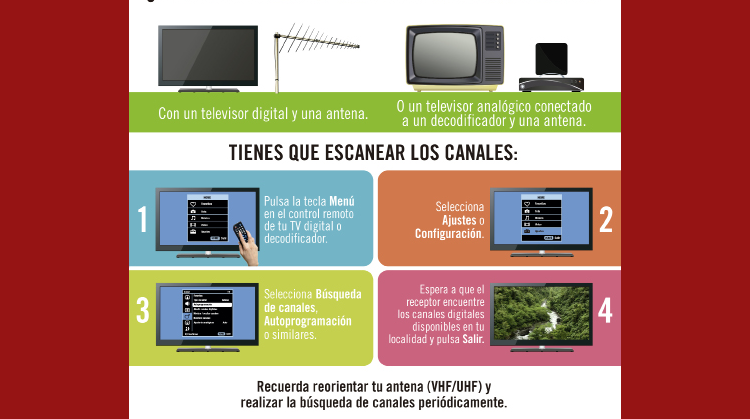 Con un televisor digital y una antena.
O un televisor analógico conectado
a un decodificador y una antena.
TIENES QUE ESCANEAR LOS CANALES:
1
Pulsa la tecla Menú
en el control remoto
de tu TV digital o
decodificador.
Selecciona
Ajustes o
Configuración.
2
3
Selecciona Búsqueda
de canales,
Autoprogramación
o similares.
Espera a que el
receptor encuentre
los canales digitales
disponibles en tu
localidad y pulsa Salir.
4
Recuerda reorientar tu antena (VHF/UHF) y
realizar la búsqueda de canales periódicamente.